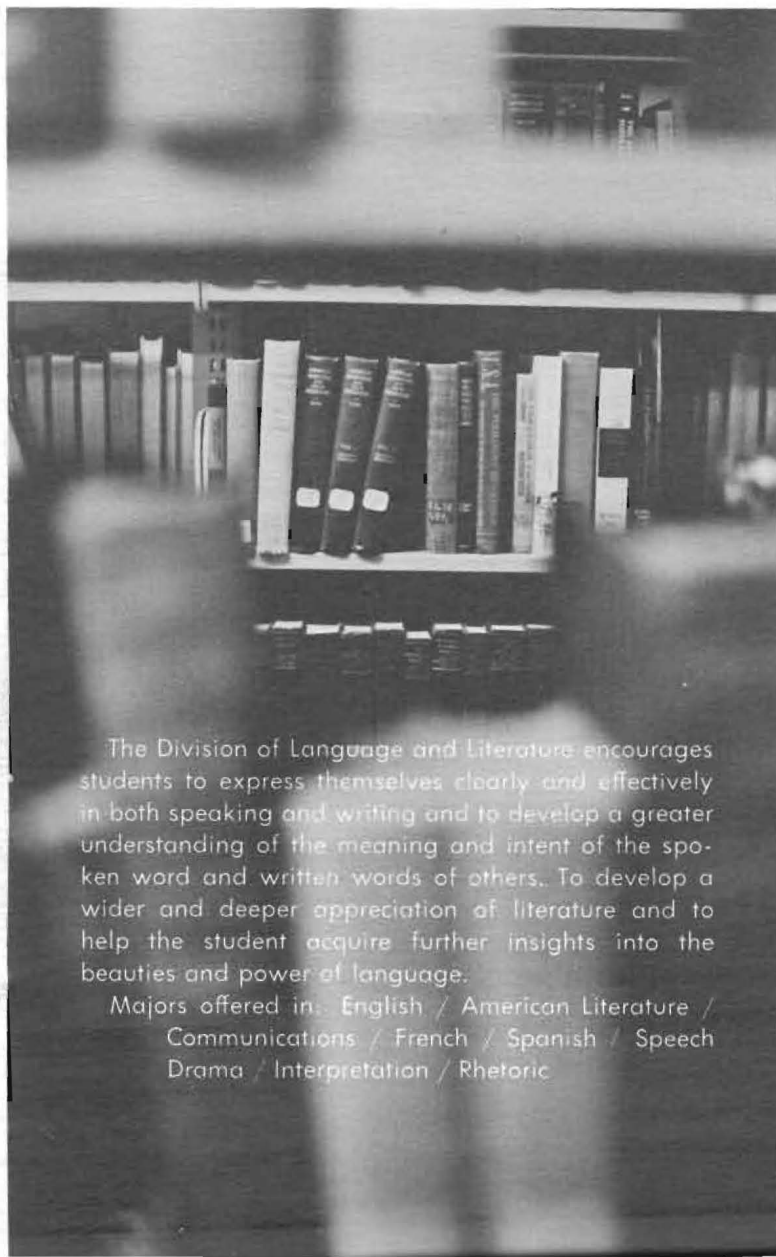 The Division of Language and Literature encourages
students to express themselves clearly and effectively
in both speaking and writing and to develop a greater
understanding of the meaning and intent of the spo-
ken word and written words of others. To develop a
wider and deeper appreciation of literature and to
help the student acquire further insights into the
beauties and power of language.
Majors offered in: English / American Literature /
Communications / French / Spanish / Speech
Drama / Interpretation / Rhetoric